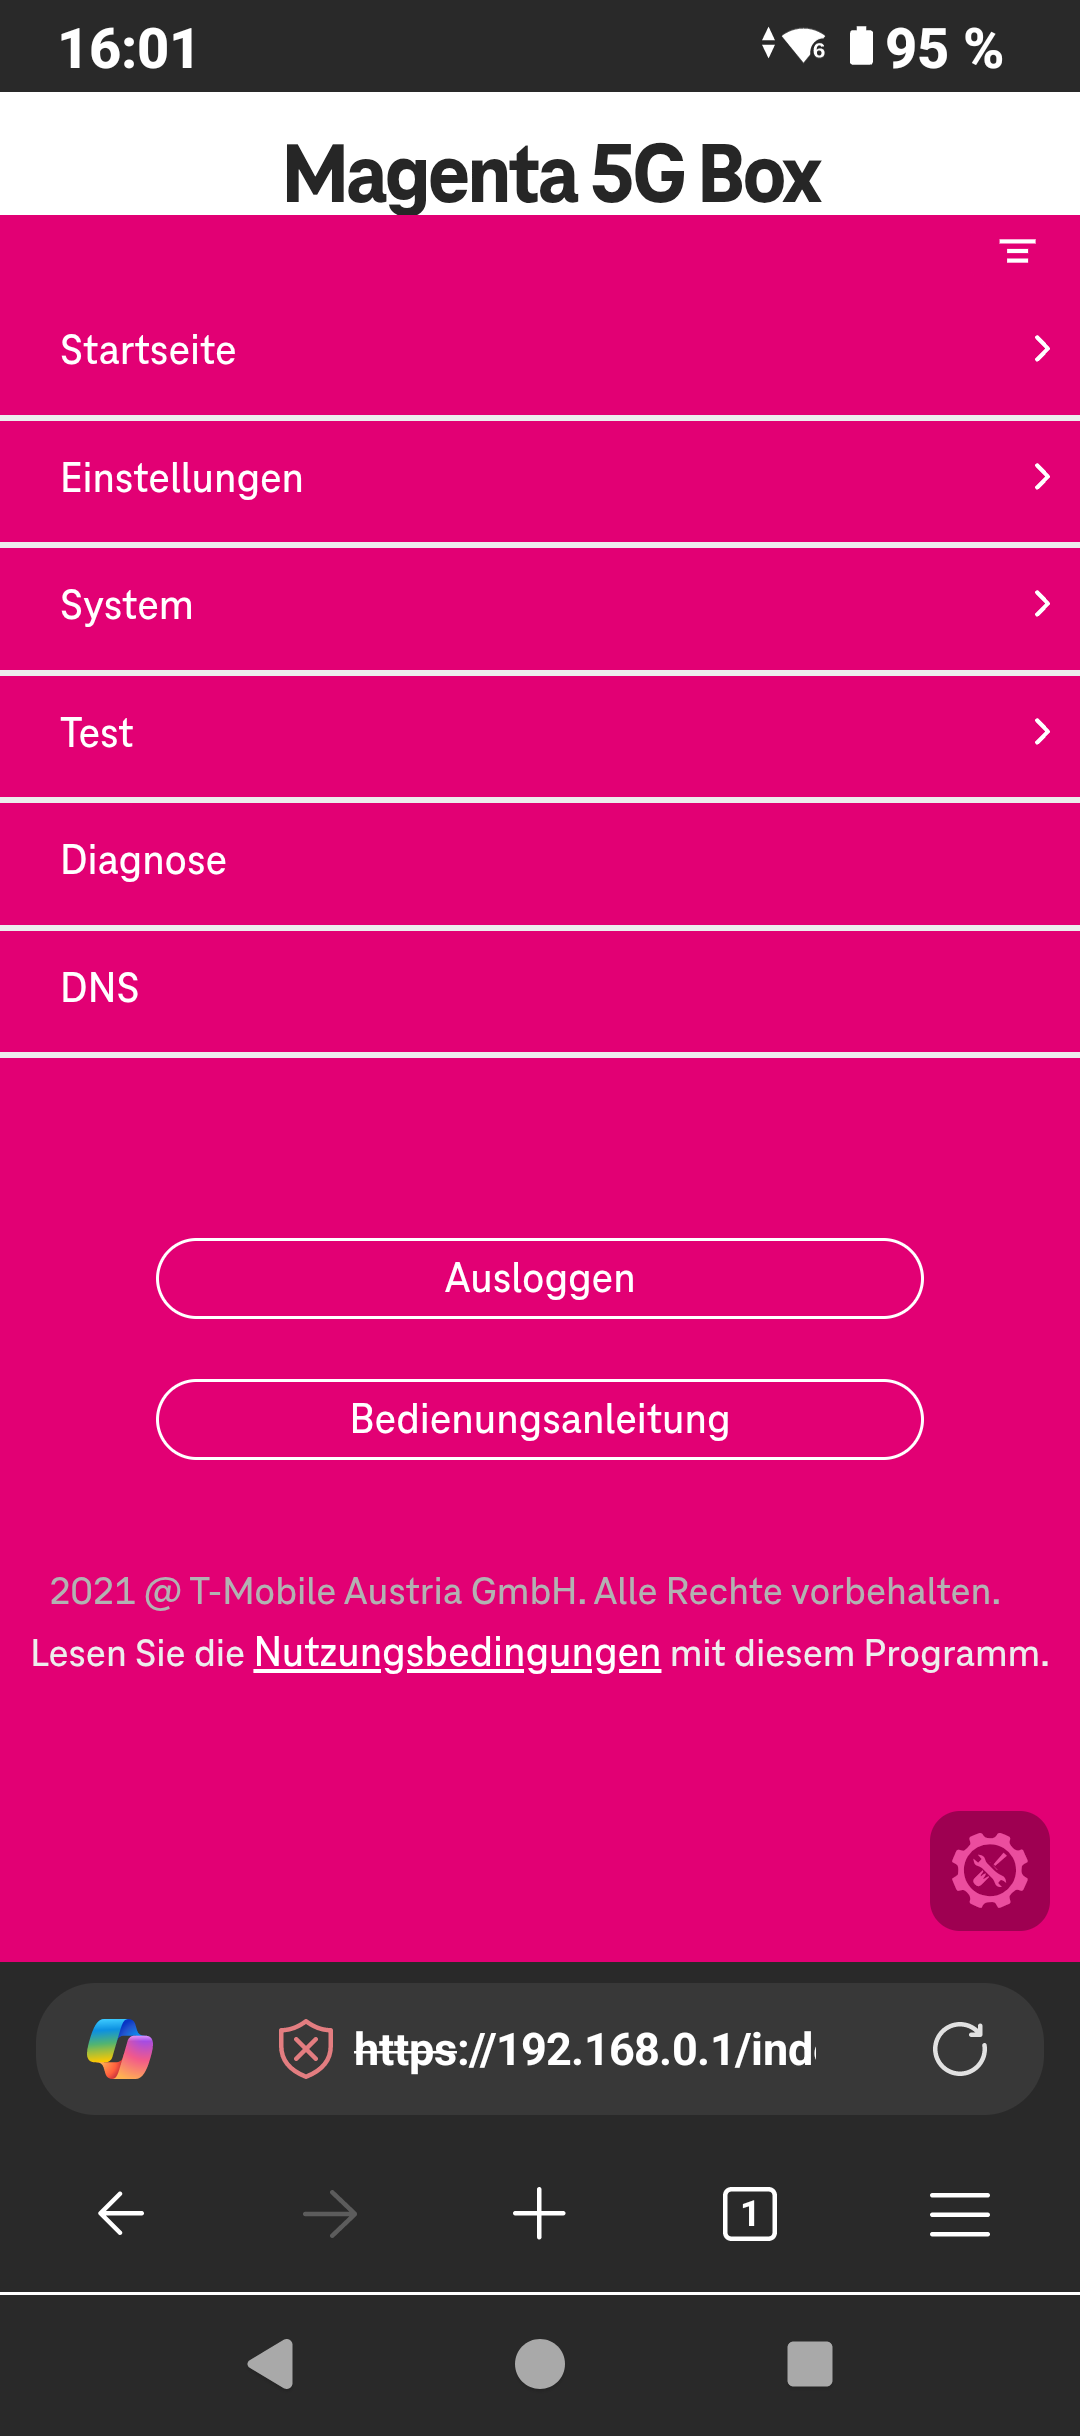 16:01
6
95 %
Magenta 5G Box
Startseite
Einstellungen
System
Test
Diagnose
DNS
Ausloggen
Bedienungsanleitung
2021 @ T-Mobile Austria GmbH. Alle Rechte vorbehalten.
Lesen Sie die Nutzungsbedingungen mit diesem Programm.
https://192.168.0.1/ind
1